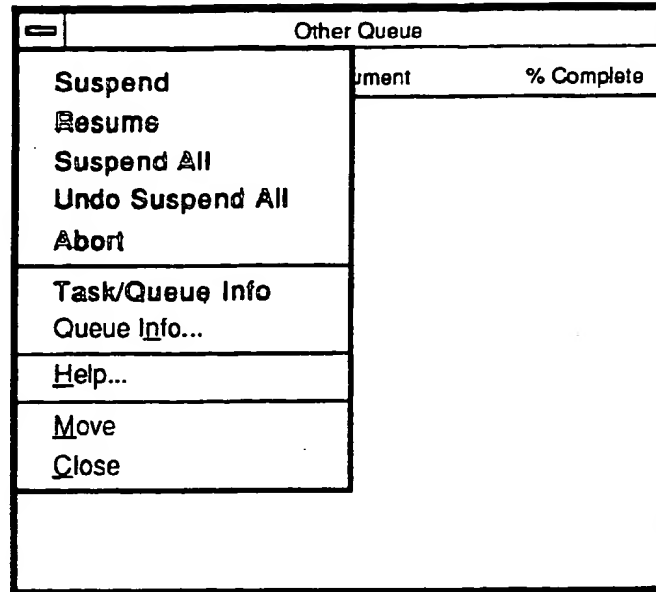 Other Queue
ument % Complete
Suspend
Resume
Suspend All
Undo Suspend All
Abort
Task/Queue Info
Queue Info...
Help...
Move
Close